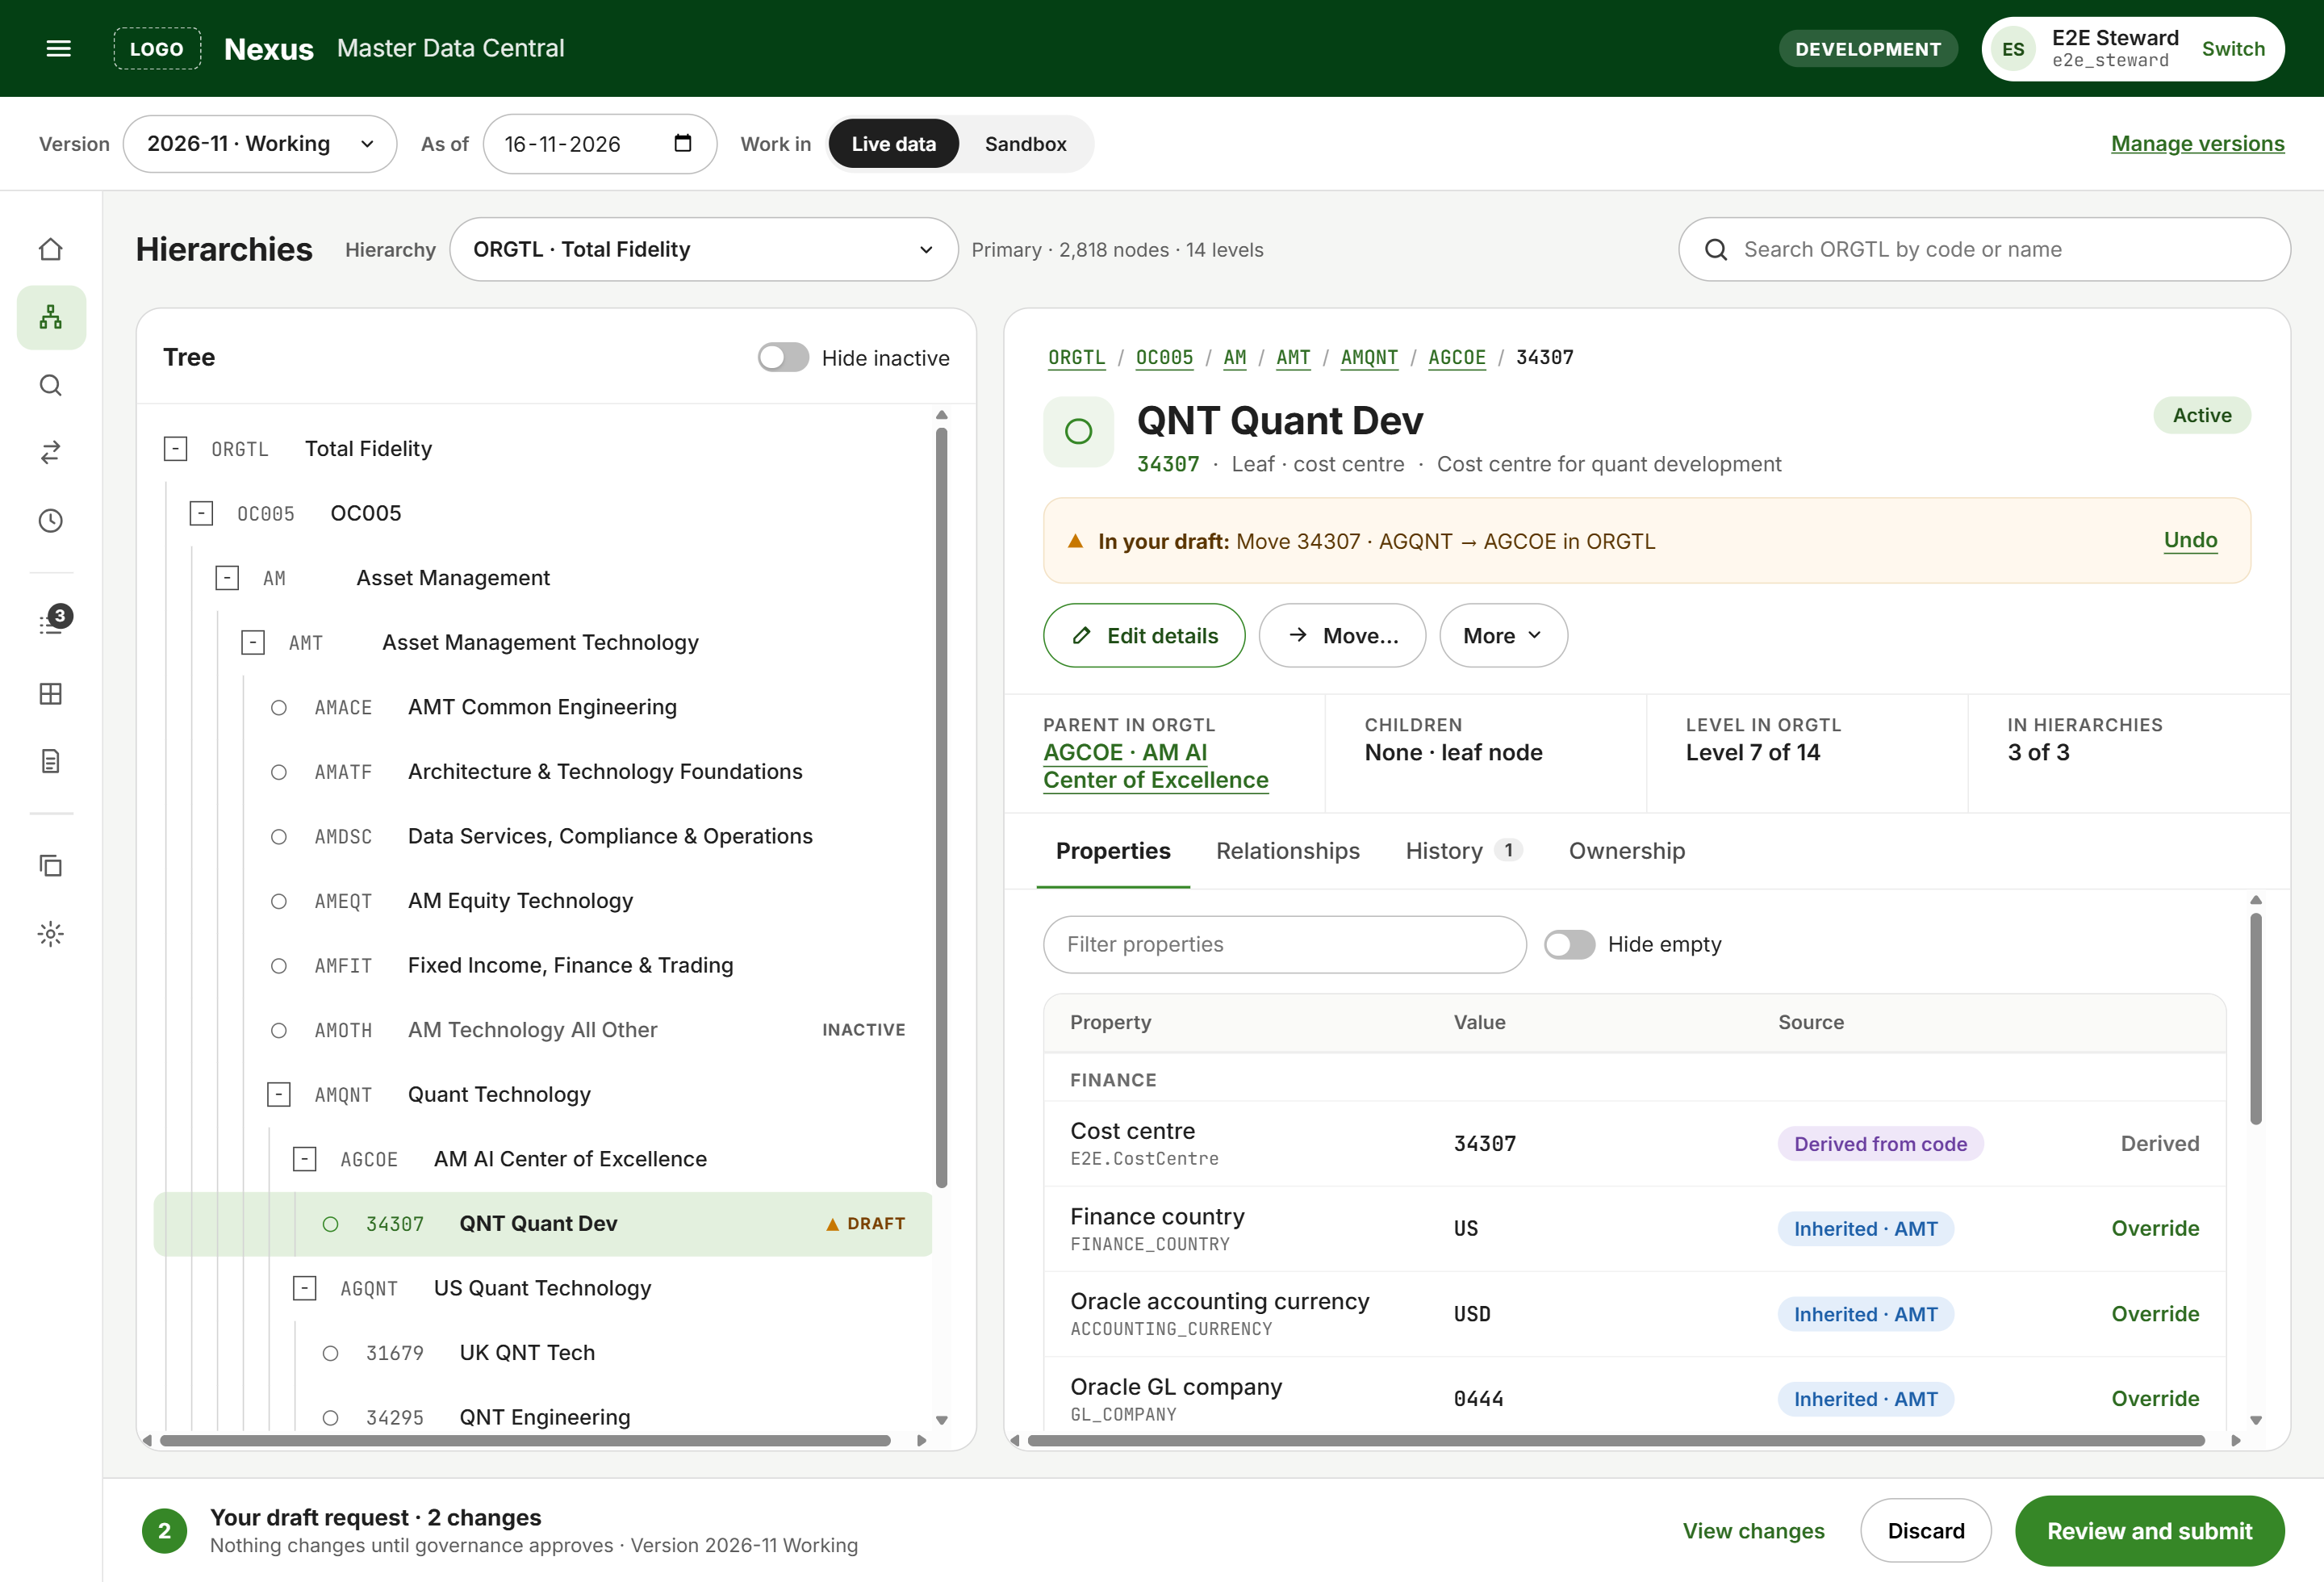 LOGO Nexus Master Data Central DEVELOPMENT ES E2E Steward Switch
e2e_steward
Version 2026-11 · Working As of 16-11-2026 Work in Live data Sandbox Manage versions
Hierarchies Hierarchy ORGTL · Total Fidelity Primary · 2,818 nodes · 14 levels Search ORGTL by code or name
3
Tree Hide inactive
- ORGTL Total Fidelity
- OC005 OC005
- AM Asset Management
- AMT Asset Management Technology
AMACE AMT Common Engineering
AMATF Architecture & Technology Foundations
AMDSC Data Services, Compliance & Operations
AMEQT AM Equity Technology
AMFIT Fixed Income, Finance & Trading
AMOTH AM Technology All Other INACTIVE
- AMQNT Quant Technology
- AGCOE AM AI Center of Excellence
34307 QNT Quant Dev DRAFT
- AGQNT US Quant Technology
31679 UK QNT Tech
34295 QNT Engineering
ORGTL / OC005 / AM / AMT / AMQNT / AGCOE / 34307
QNT Quant Dev Active
34307 · Leaf · cost centre · Cost centre for quant development
In your draft: Move 34307 · AGQNT → AGCOE in ORGTL Undo
Edit details Move... More
PARENT IN ORGTL
AGCOE · AM AI
Center of Excellence
CHILDREN
None · leaf node
LEVEL IN ORGTL
Level 7 of 14
IN HIERARCHIES
3 of 3
Properties Relationships History 1 Ownership
Filter properties Hide empty
Property Value Source
FINANCE
Cost centre 34307 Derived from code Derived
E2E.CostCentre
Finance country US Inherited · AMT Override
FINANCE_COUNTRY
Oracle accounting currency USD Inherited · AMT Override
ACCOUNTING_CURRENCY
Oracle GL company 0444 Inherited · AMT Override
GL_COMPANY
2 Your draft request · 2 changes View changes Discard Review and submit
Nothing changes until governance approves · Version 2026-11 Working